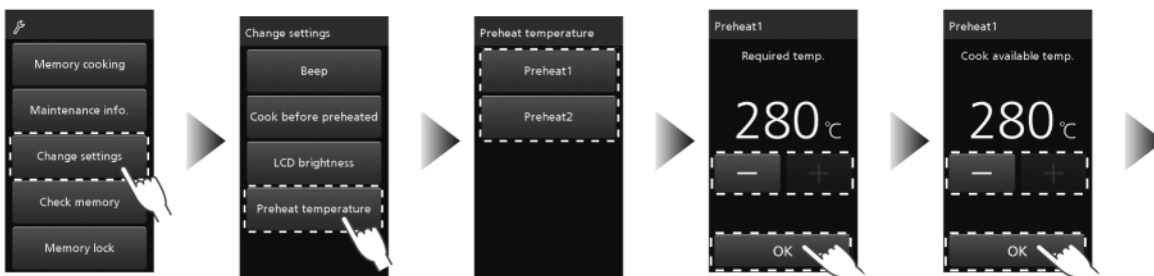 Memory cooking
Maintenance info.
Change settings
Check memory
Memory lock
Change settings
Beep
Cook before preheated
LCD brightness
Preheat temperature
Preheat temperature
Preheat1
Preheat2
Preheat1
Required temp.
280℃
− +
OK
Preheat1
Cook available temp.
280℃
− +
OK